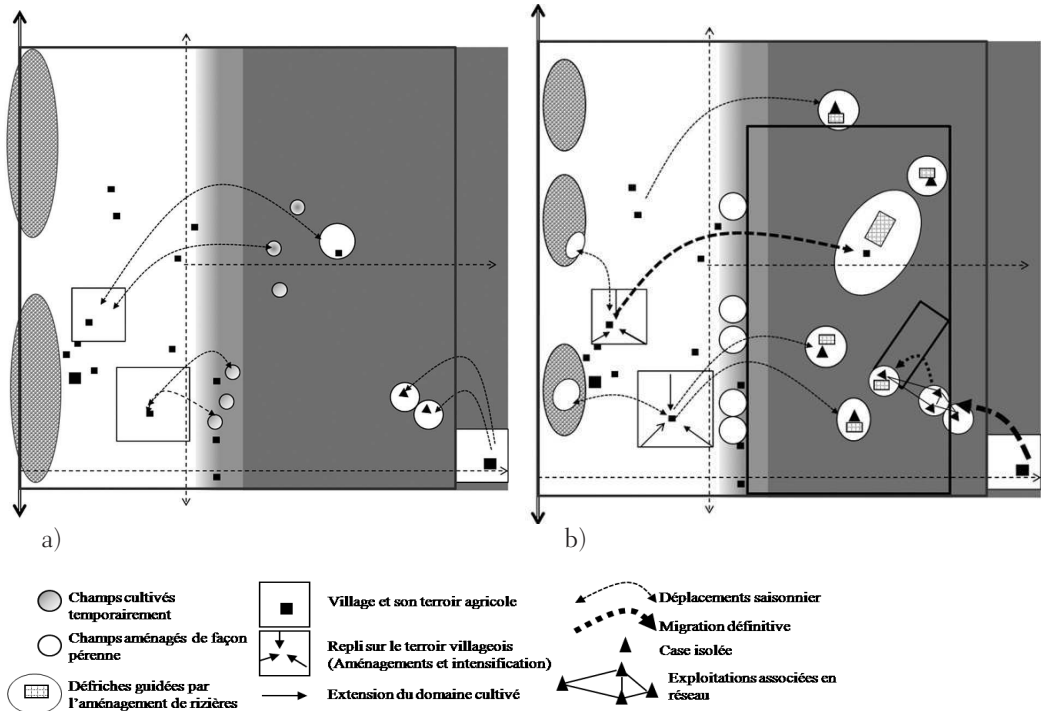 a)
b)
Champs cultivés
temporairement
Champs aménagés de façon
pérenne
Défriches guidées par
l'aménagement de rizières
Village et son terroir agricole
Repli sur le terroir villageois
(Aménagements et intensification)
Extension du domaine cultivé
Déplacements saisonnier
Migration définitive
Case isolée
Exploitations associées en
réseau